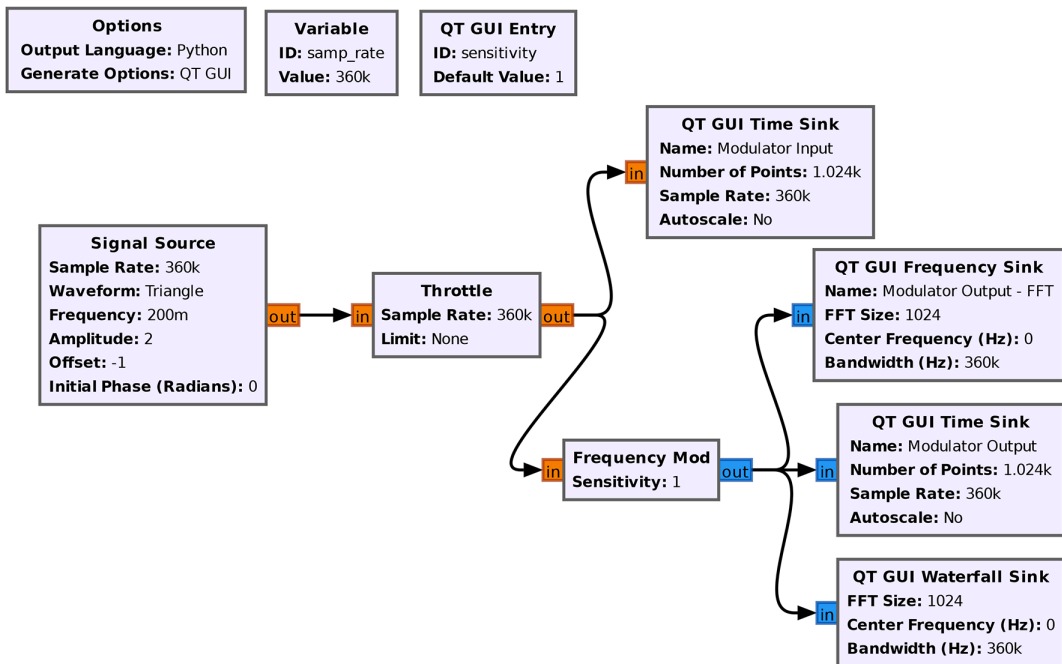 Options
Output Language: Python
Generate Options: QT GUI
Variable
ID: samp_rate
Value: 360k
QT GUI Entry
ID: sensitivity
Default Value: 1
QT GUI Time Sink
Name: Modulator Input
Number of Points: 1.024k
Sample Rate: 360k
Autoscale: No
in
Signal Source
Sample Rate: 360k
Waveform: Triangle
Frequency: 200m
Amplitude: 2
Offset: -1
Initial Phase (Radians): 0
out
in
Throttle
Sample Rate: 360k
Limit: None
out
QT GUI Frequency Sink
Name: Modulator Output - FFT
FFT Size: 1024
Center Frequency (Hz): 0
Bandwidth (Hz): 360k
in
in
Frequency Mod
Sensitivity: 1
out
QT GUI Time Sink
Name: Modulator Output
Number of Points: 1.024k
Sample Rate: 360k
Autoscale: No
in
QT GUI Waterfall Sink
FFT Size: 1024
Center Frequency (Hz): 0
Bandwidth (Hz): 360k
in